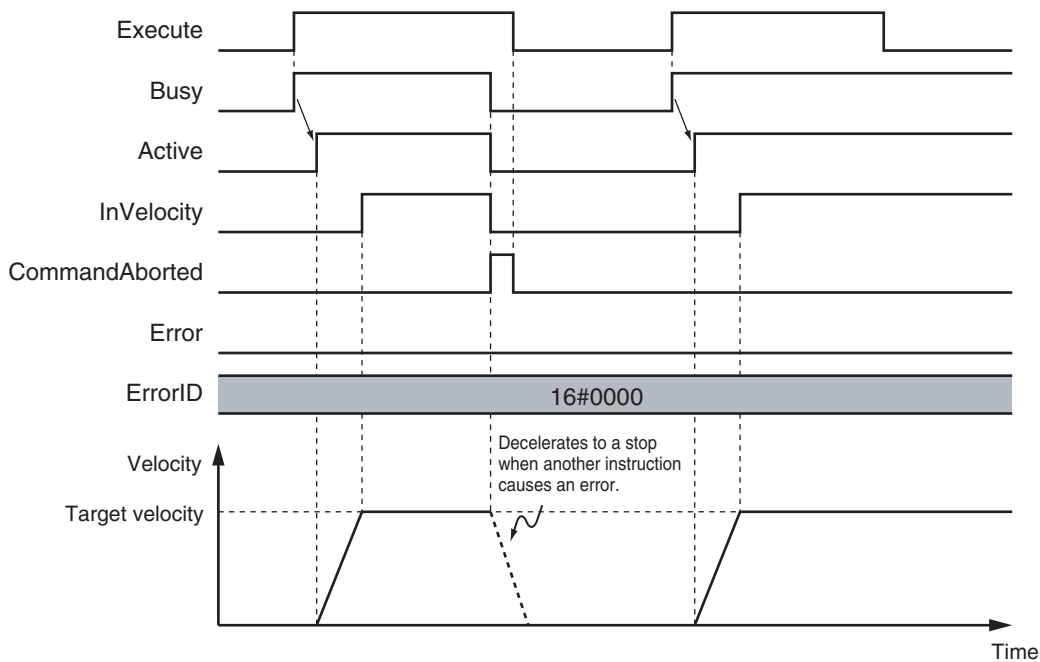 Execute
Busy
Active
InVelocity
CommandAborted
Error
ErrorID
16#0000
Decelerates to a stop
when another instruction
causes an error.
Velocity
Target velocity
Time